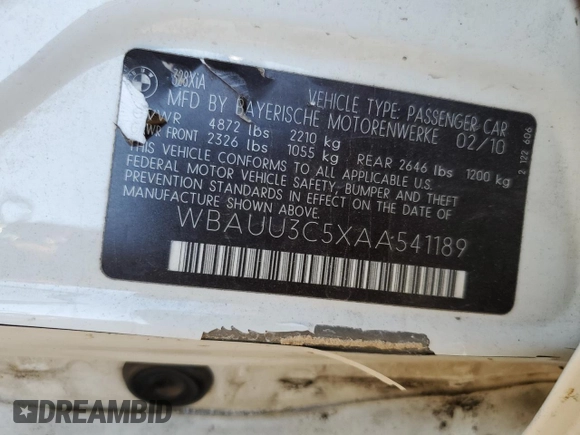 BMW
328XiA
VEHICLE TYPE: PASSENGER CAR
MFD BY BAYERISCHE MOTORENWERKE 02/10
4872 lbs 2210 kg
FRONT 2326 lbs 1055 kg REAR 2646 lbs 1200 kg
THIS VEHICLE CONFORMS TO ALL APPLICABLE U.S.
FEDERAL MOTOR VEHICLE SAFETY, BUMPER AND THEFT
PREVENTION STANDARDS IN EFFECT ON THE DATE OF
MANUFACTURE SHOWN ABOVE.
WBAUU3C5XAA541189
2 122 606
DREAMBID